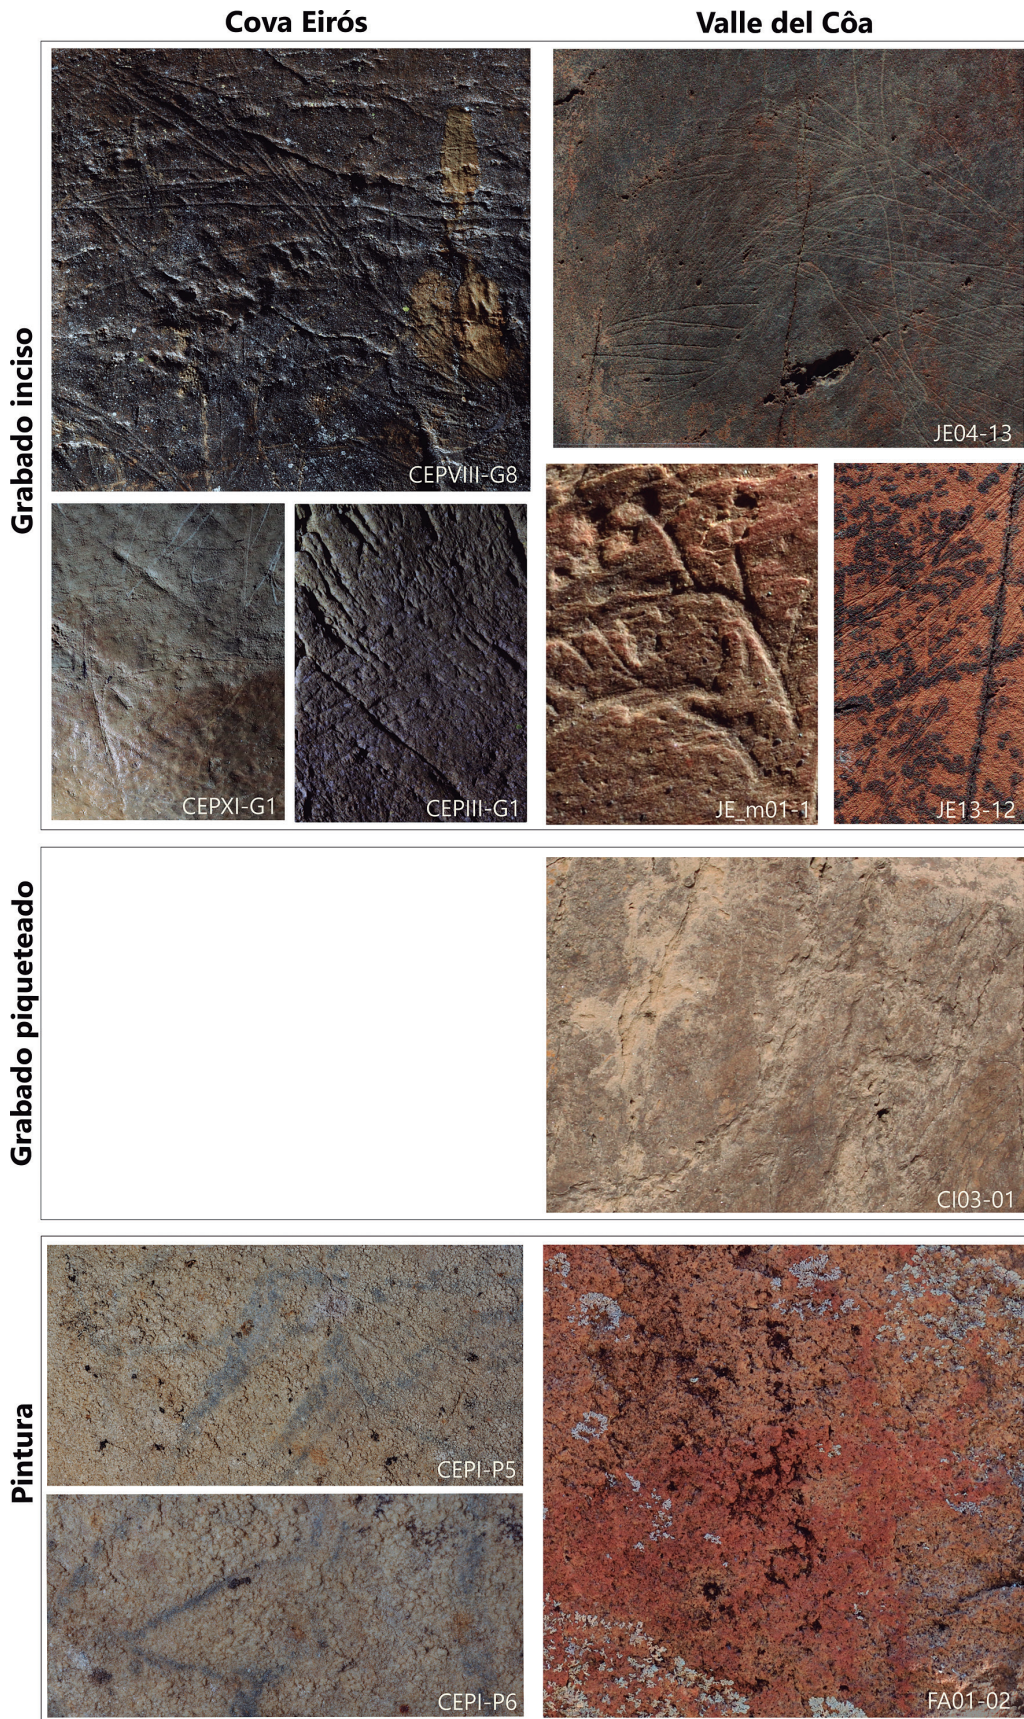 Cova Eirós
Valle del Côa
Grabado inciso
CEPVIII-G8
JE04-13
CEPXI-G1
CEPIII-G1
JE_m01-1
JE13-12
Grabado piqueteado
CI03-01
Pintura
CEPI-P5
CEPI-P6
FA01-02